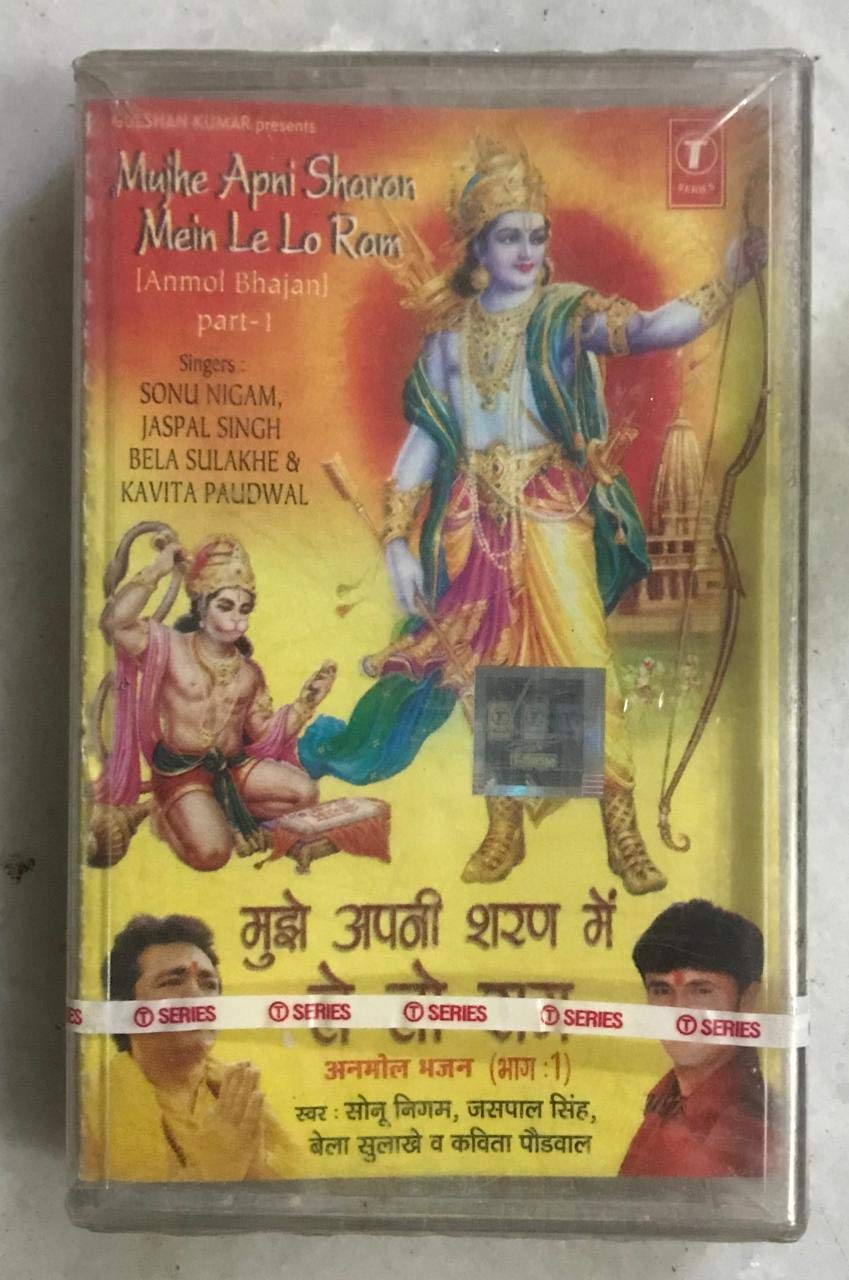 GULSHAN KUMAR presents
T
SERIES
Mujhe Apni Sharan
Mein Le Lo Ram
[Anmol Bhajan]
part-1
Singers :
SONU NIGAM,
JASPAL SINGH
BELA SULAKHE &
KAVITA PAUDWAL
मुझे अपनी शरण में
T SERIES T SERIES T SERIES T SERIES T SERIES
अनमोल भजन (भाग :1)
स्वर : सोनू निगम, जसपाल सिंह,
बेला सुलाखे व कविता पौडवाल